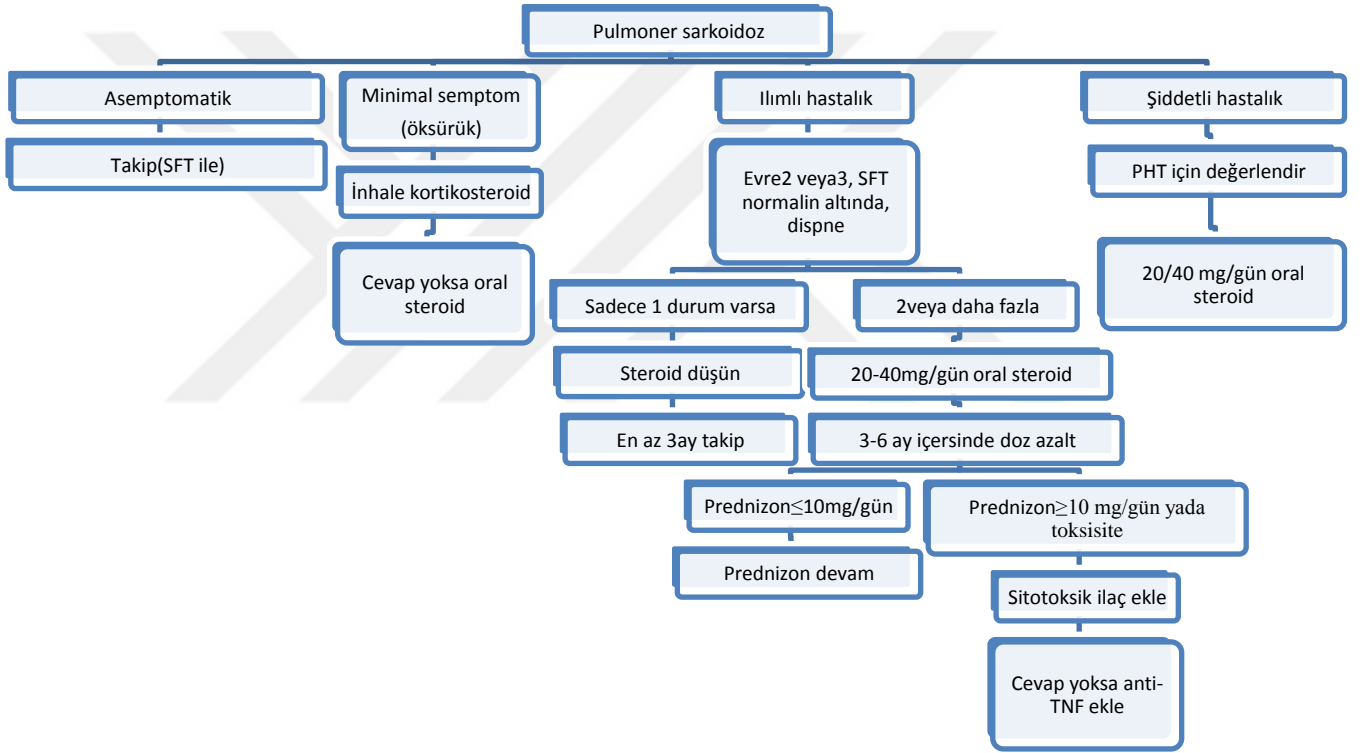 Pulmoner sarkoidoz
Asemptomatik
Takip(SFT ile)
Minimal semptom
(öksürük)
İnhale kortikosteroid
Cevap yoksa oral
steroid
Ilımlı hastalık
Evre2 veya3, SFT
normalin altında,
dispne
Sadece 1 durum varsa
Steroid düşün
En az 3ay takip
2veya daha fazla
20-40mg/gün oral steroid
3-6 ay içersinde doz azalt
Prednizon≤10mg/gün
Prednizon devam
Prednizon≥10 mg/gün yada
toksisite
Sitotoksik ilaç ekle
Cevap yoksa anti-
TNF ekle
Şiddetli hastalık
PHT için değerlendir
20/40 mg/gün oral
steroid